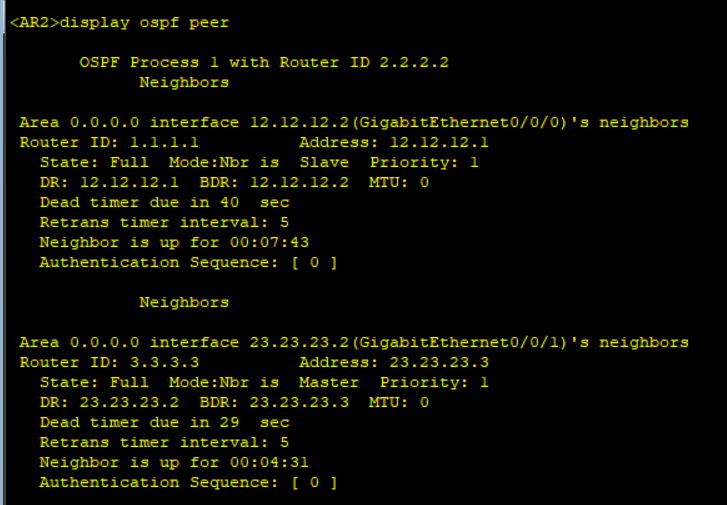 <AR2>display ospf peer
OSPF Process 1 with Router ID 2.2.2.2
Neighbors
Area 0.0.0.0 interface 12.12.12.2(GigabitEthernet0/0/0)'s neighbors
Router ID: 1.1.1.1 Address: 12.12.12.1
State: Full Mode:Nbr is Slave Priority: 1
DR: 12.12.12.1 BDR: 12.12.12.2 MTU: 0
Dead timer due in 40 sec
Retrans timer interval: 5
Neighbor is up for 00:07:43
Authentication Sequence: [ 0 ]
Neighbors
Area 0.0.0.0 interface 23.23.23.2(GigabitEthernet0/0/1)'s neighbors
Router ID: 3.3.3.3 Address: 23.23.23.3
State: Full Mode:Nbr is Master Priority: 1
DR: 23.23.23.2 BDR: 23.23.23.3 MTU: 0
Dead timer due in 29 sec
Retrans timer interval: 5
Neighbor is up for 00:04:31
Authentication Sequence: [ 0 ]